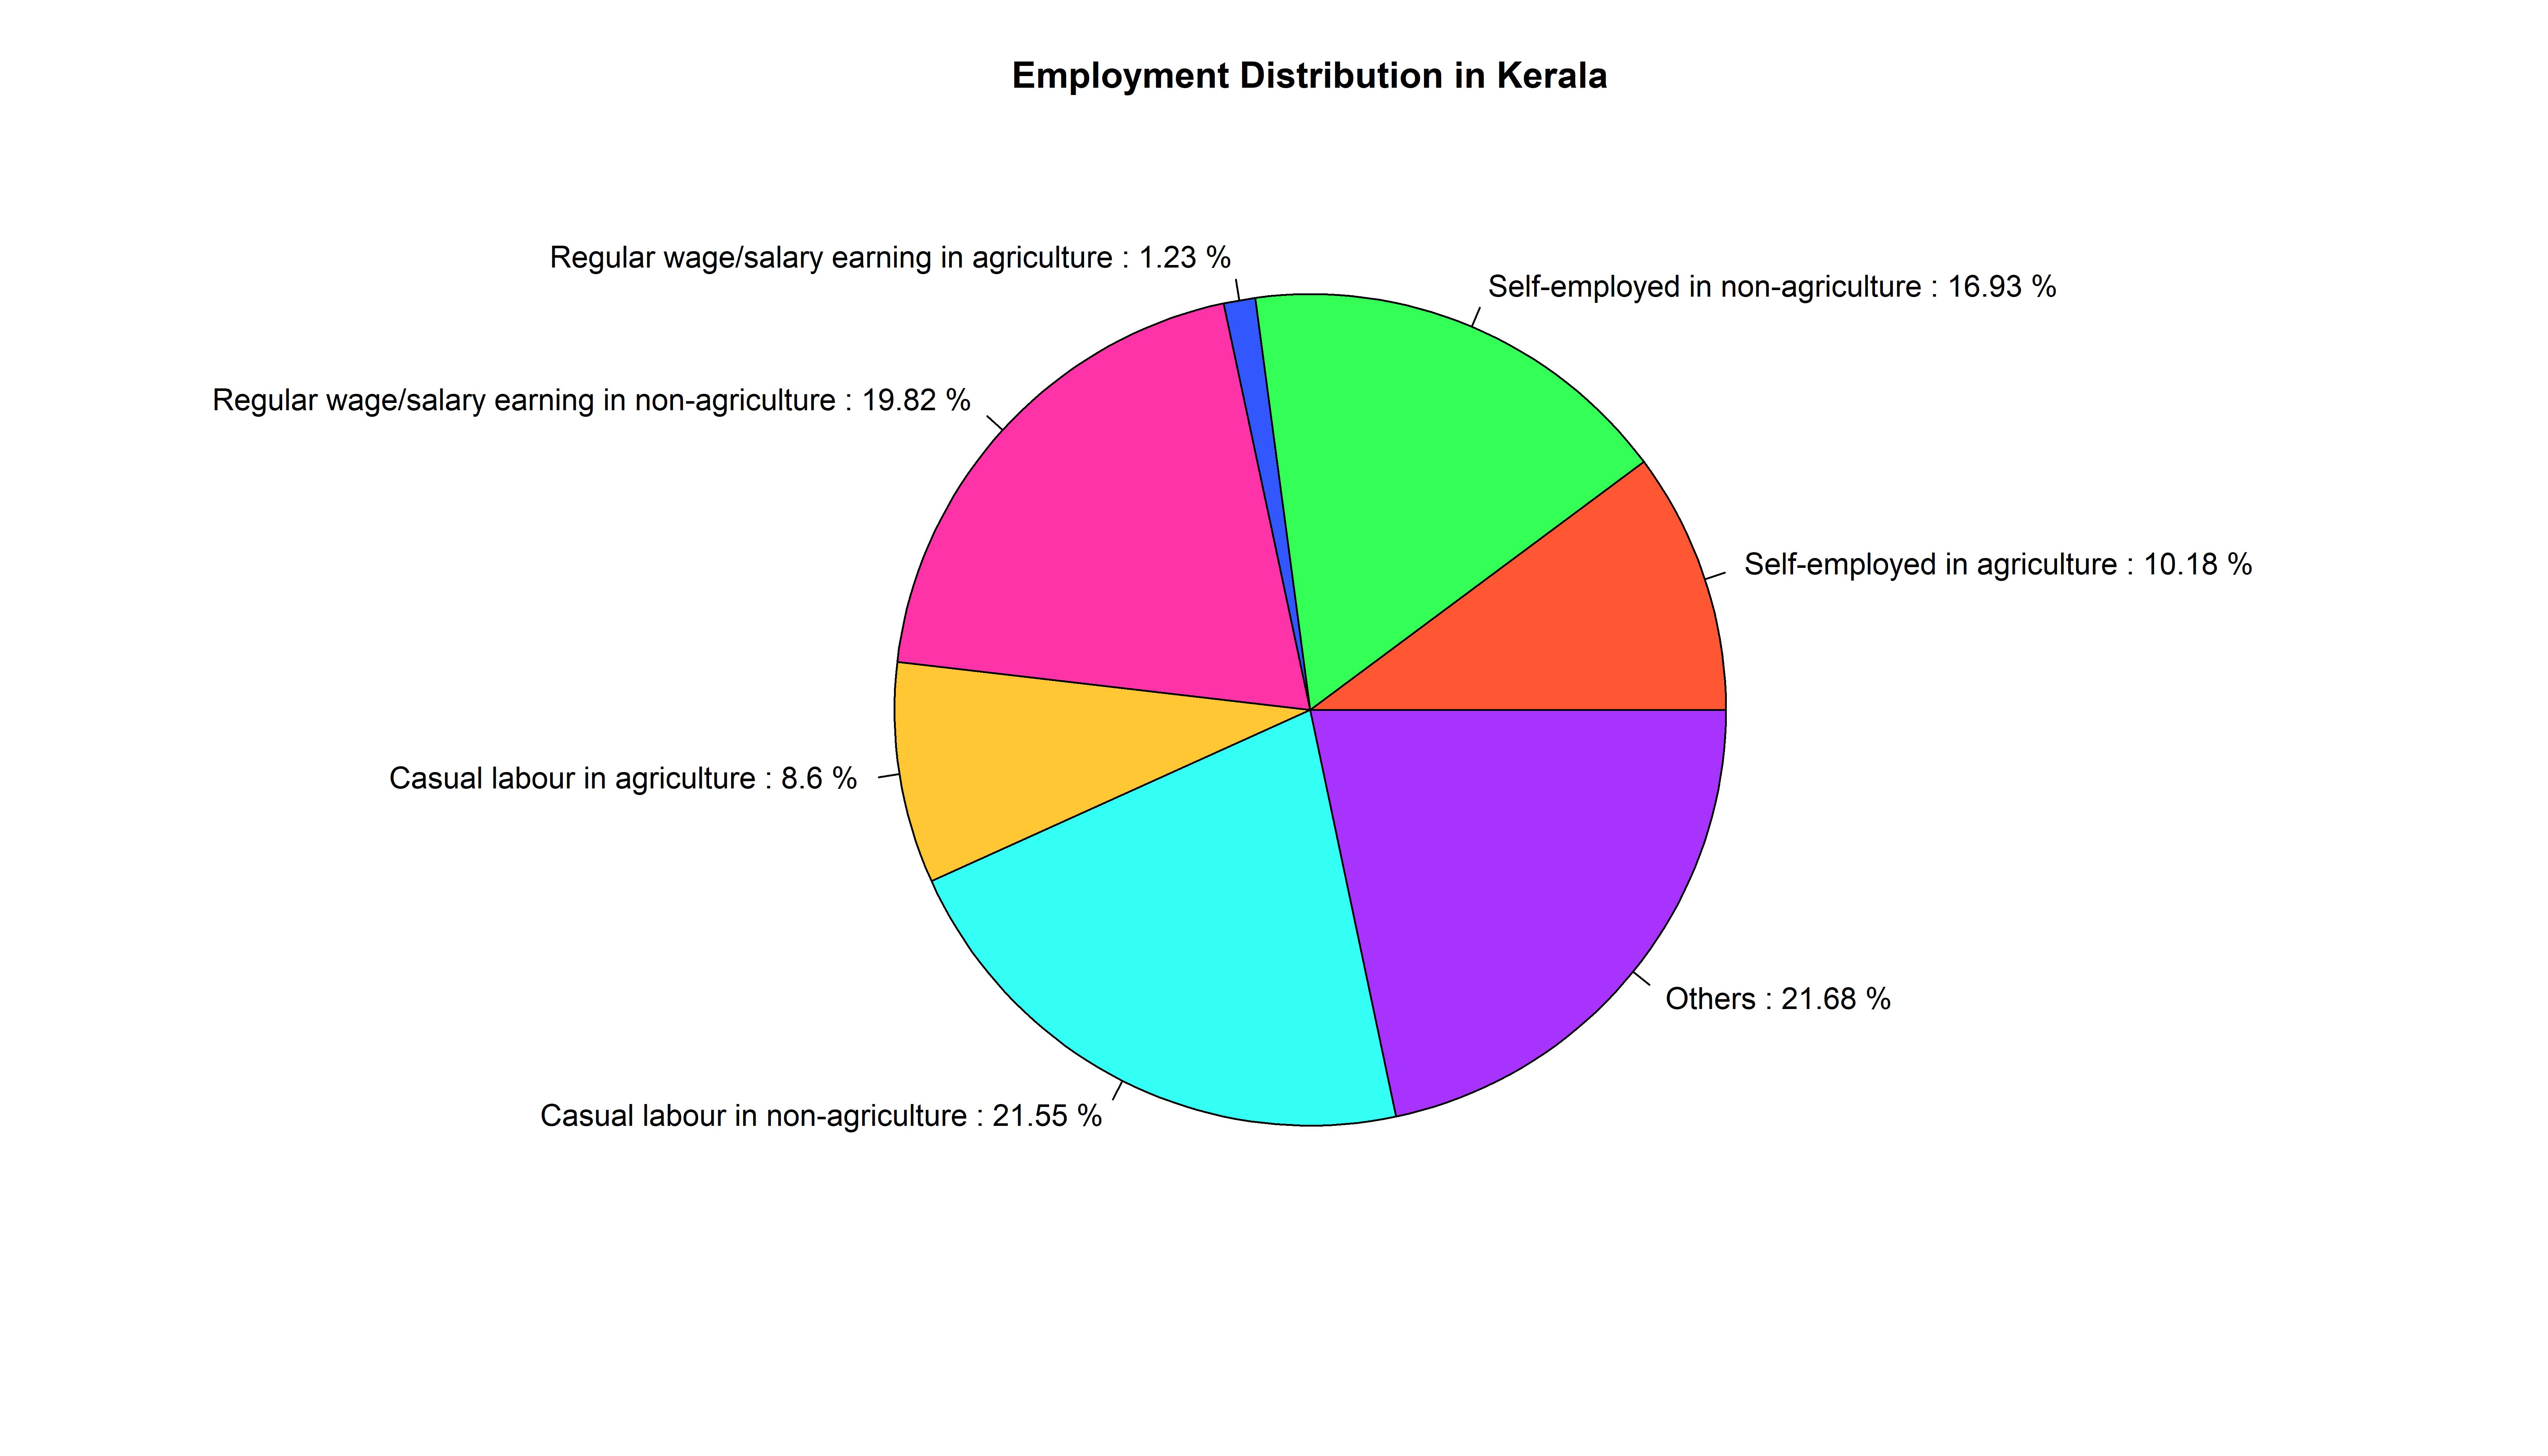 Employment Distribution in Kerala
Regular wage/salary earning in agriculture : 1.23 %
Self-employed in non-agriculture : 16.93 %
Regular wage/salary earning in non-agriculture : 19.82 %
Self-employed in agriculture : 10.18 %
Casual labour in agriculture : 8.6 %
Others : 21.68 %
Casual labour in non-agriculture : 21.55 %